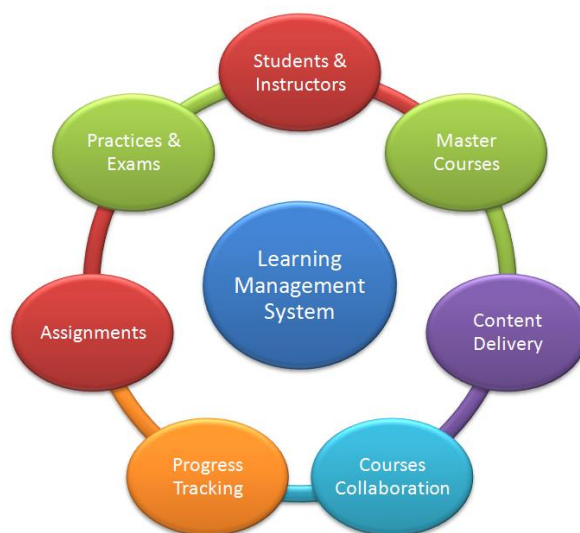 Students &
Instructors
Master
Courses
Content
Delivery
Courses
Collaboration
Progress
Tracking
Assignments
Practices &
Exams
Learning
Management
System